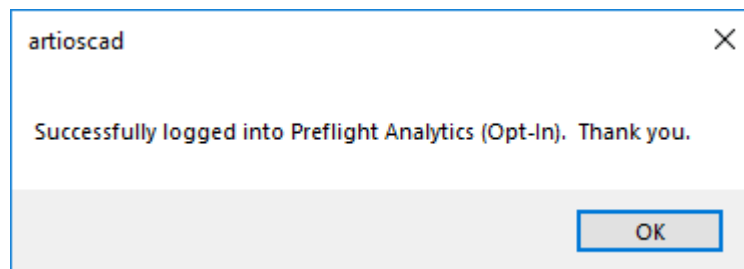 artioscad
Successfully logged into Preflight Analytics (Opt-In).  Thank you.
OK